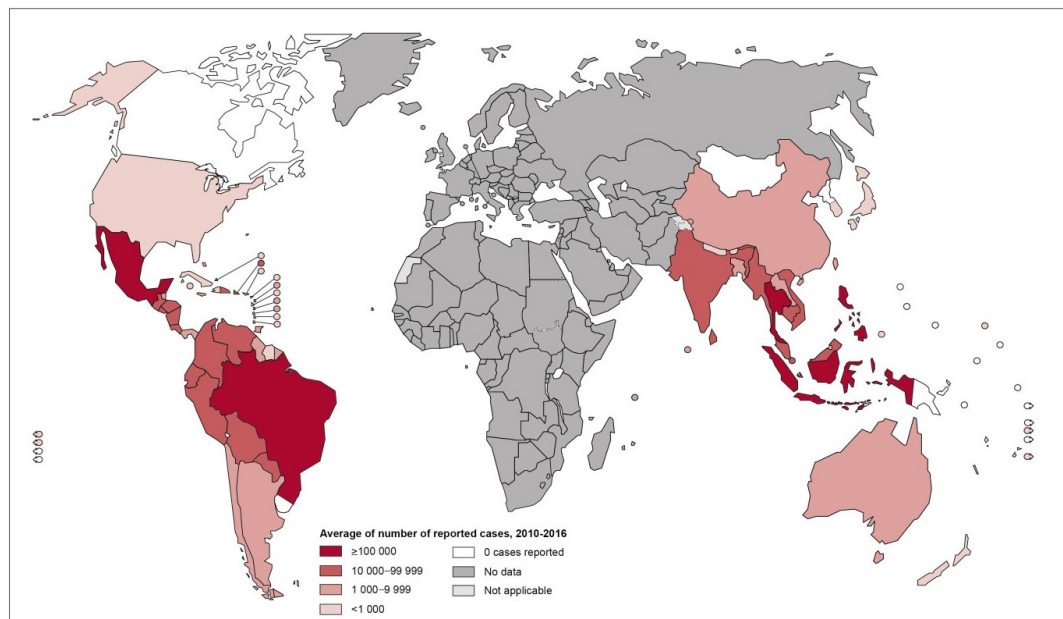 Average of number of reported cases, 2010-2016
≥100 000
10 000–99 999
1 000–9 999
<1 000
0 cases reported
No data
Not applicable